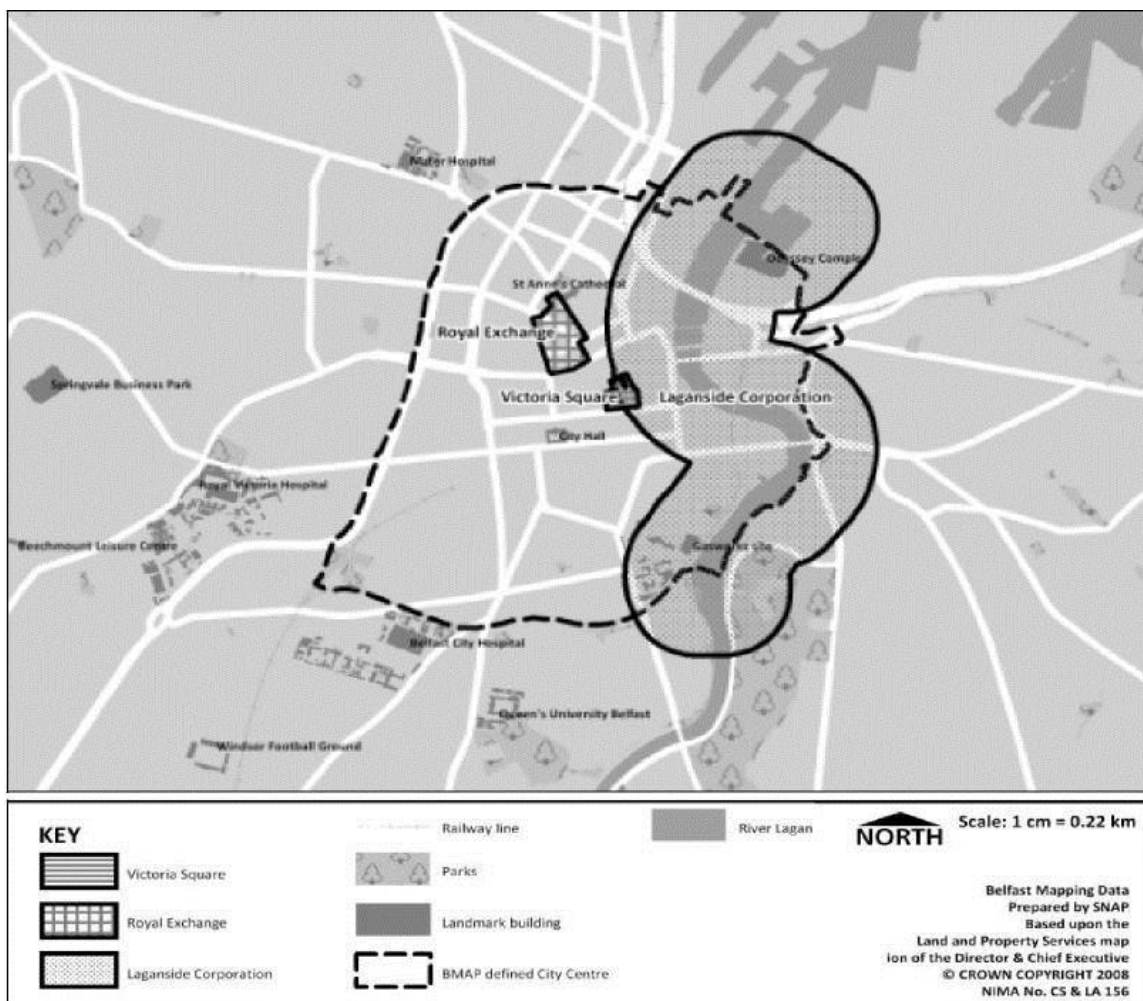 Mater Hospital
Odyssey Comple
St Anne's Cathedral
Royal Exchange
Springvale Business Park
Victoria Square
Laganside Corporation
City Hall
Royal Victoria Hospital
Beechmount Leisure Centre
Gasworks site
Belfast City Hospital
Queen's University Belfast
Windsor Football Ground
KEY
Victoria Square
Royal Exchange
Laganside Corporation
Railway line
Parks
Landmark building
BMAP defined City Centre
River Lagan
NORTH
Scale: 1 cm = 0.22 km
Belfast Mapping Data
Prepared by SNAP
Based upon the
Land and Property Services map
ion of the Director & Chief Executive
© CROWN COPYRIGHT 2008
NIMA No. CS & LA 156